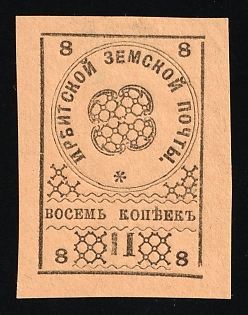 8 8
ИРБИТСКОЙ ЗЕМСКОЙ ПОЧТЫ.
*
ВОСЕМЬ КОПѢЕКЪ
8 II 8